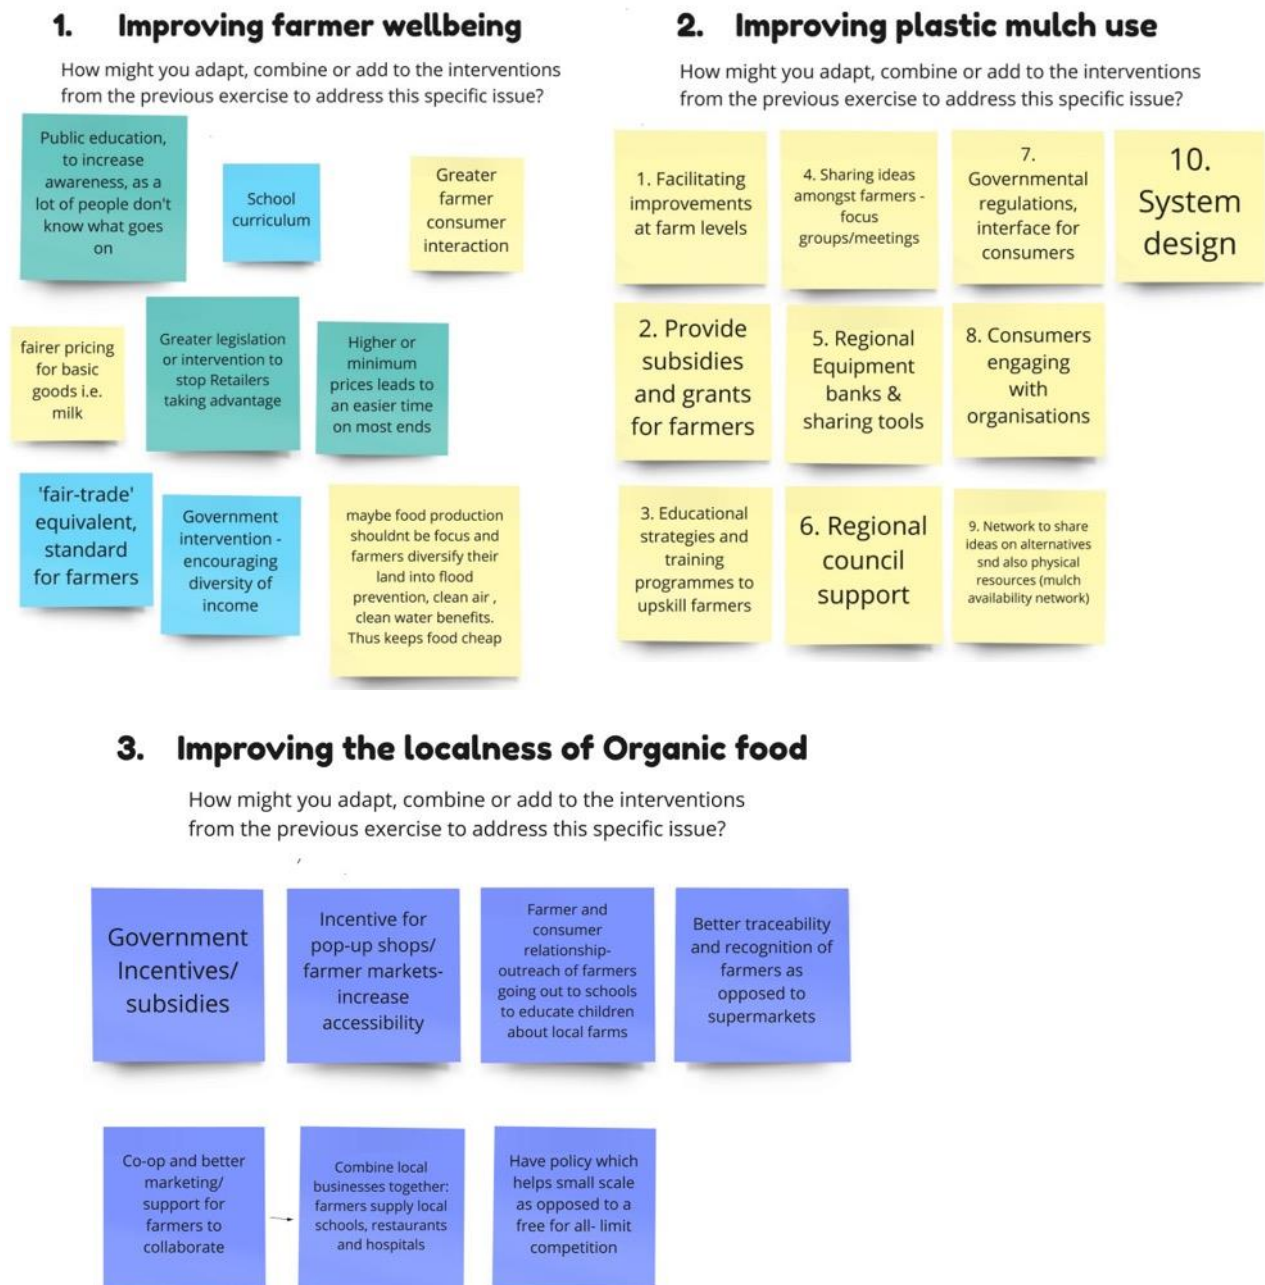 1. Improving farmer wellbeing
How might you adapt, combine or add to the interventions
from the previous exercise to address this specific issue?
Public education,
to increase
awareness, as a
lot of people don't
know what goes
on
School
curriculum
Greater
farmer
consumer
interaction
fairer pricing
for basic
goods i.e.
milk
Greater legislation
or intervention to
stop Retailers
taking advantage
Higher or
minimum
prices leads to
an easier time
on most ends
'fair-trade'
equivalent,
standard
for farmers
Government
intervention -
encouraging
diversity of
income
maybe food production
shouldnt be focus and
farmers diversify their
land into flood
prevention, clean air ,
clean water benefits.
Thus keeps food cheap
2. Improving plastic mulch use
How might you adapt, combine or add to the interventions
from the previous exercise to address this specific issue?
1. Facilitating
improvements
at farm levels
4. Sharing ideas
amongst farmers -
focus
groups/meetings
7.
Governmental
regulations,
interface for
consumers
10.
System
design
2. Provide
subsidies
and grants
for farmers
5. Regional
Equipment
banks &
sharing tools
8. Consumers
engaging
with
organisations
3. Educational
strategies and
training
programmes to
upskill farmers
6. Regional
council
support
9. Network to share
ideas on alternatives
snd also physical
resources (mulch
availability network)
3. Improving the localness of Organic food
How might you adapt, combine or add to the interventions
from the previous exercise to address this specific issue?
Government
Incentives/
subsidies
Incentive for
pop-up shops/
farmer markets-
increase
accessibility
Farmer and
consumer
relationship-
outreach of farmers
going out to schools
to educate children
about local farms
Better traceability
and recognition of
farmers as
opposed to
supermarkets
Co-op and better
marketing/
support for
farmers to
collaborate
Combine local
businesses together:
farmers supply local
schools, restaurants
and hospitals
Have policy which
helps small scale
as opposed to a
free for all- limit
competition